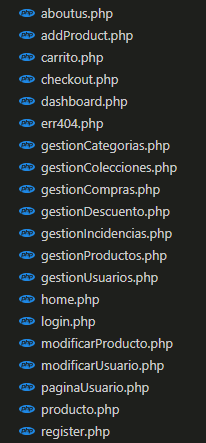 aboutus.php
addProduct.php
carrito.php
checkout.php
dashboard.php
err404.php
gestionCategorias.php
gestionColecciones.php
gestionCompras.php
gestionDescuento.php
gestionIncidencias.php
gestionProductos.php
gestionUsuarios.php
home.php
login.php
modificarProducto.php
modificarUsuario.php
paginaUsuario.php
producto.php
register.php